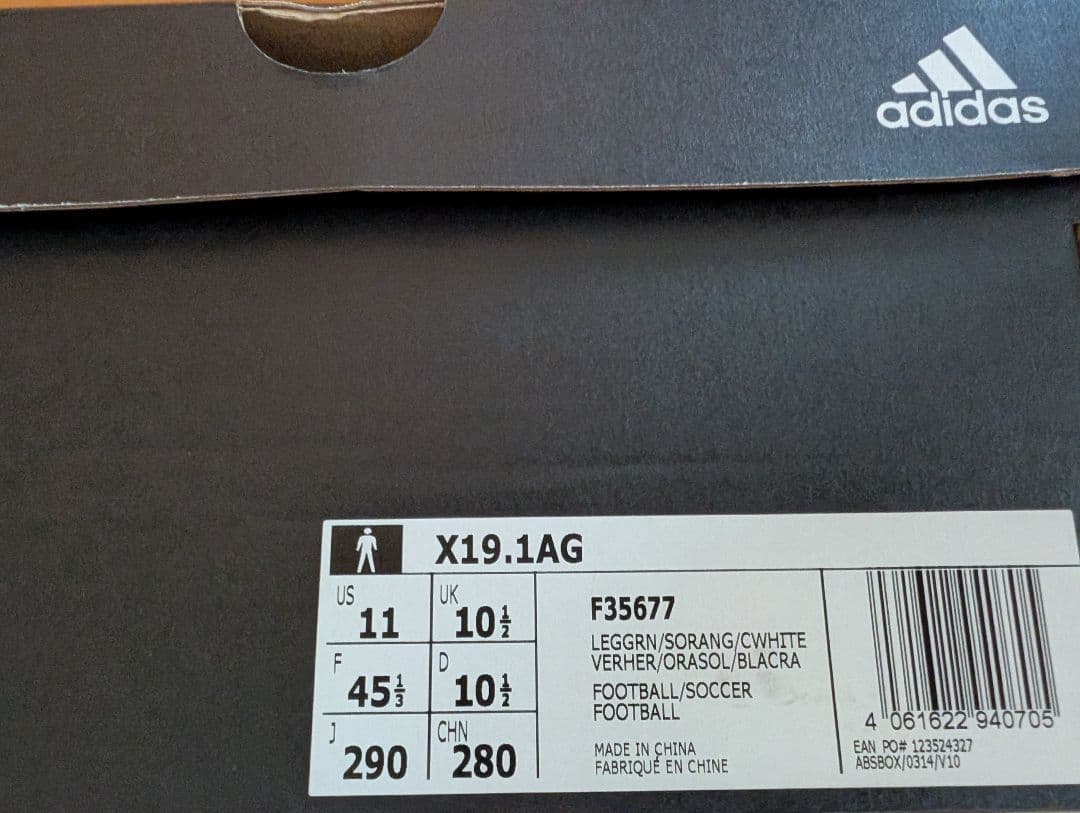 adidas
X19.1AG
US 11
UK 10½
F 45⅓
D 10½
J 290
CHN 280
F35677
LEGGRN/SORANG/CWHITE
VERHER/ORASOL/BLACRA
FOOTBALL/SOCCER
FOOTBALL
MADE IN CHINA
FABRIQUÉ EN CHINE
4 061622 940705
EAN PO# 123524327
ABSBOX/0314/V10